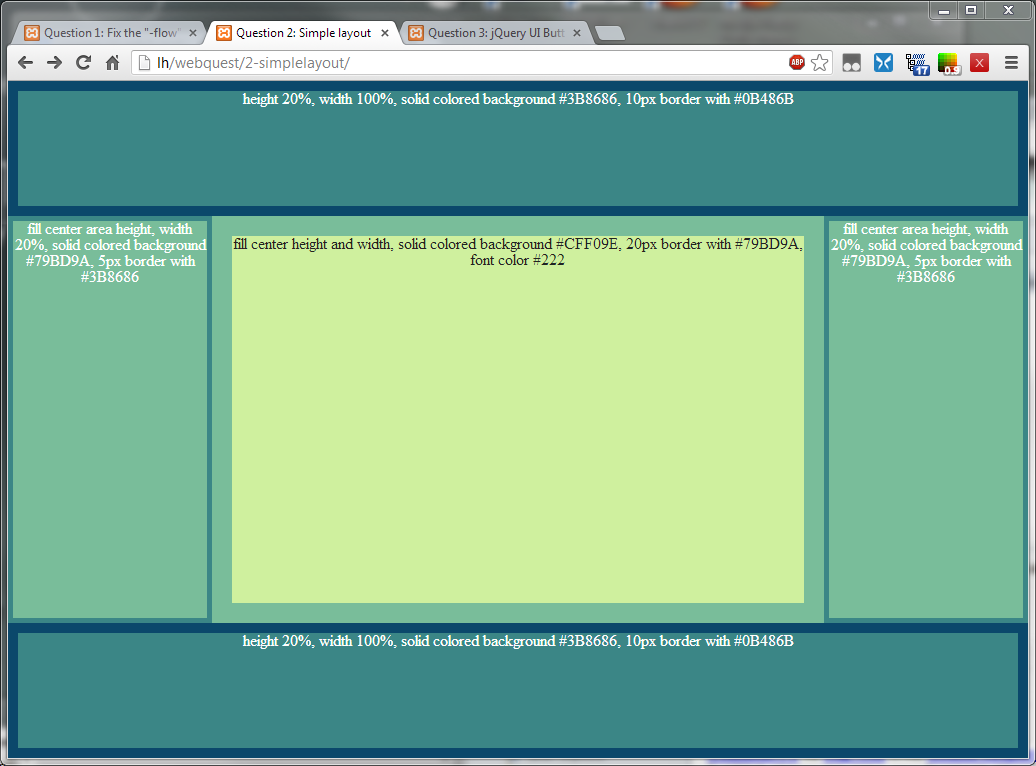 Question 1: Fix the "-flow"
Question 2: Simple layout
Question 3: jQuery UI Butt
lh/webquest/2-simplelayout/
ABP
17
0.9
X
height 20%, width 100%, solid colored background #3B8686, 10px border with #0B486B
fill center area height, width
20%, solid colored background
#79BD9A, 5px border with
#3B8686
fill center height and width, solid colored background #CFF09E, 20px border with #79BD9A,
font color #222
fill center area height, width
20%, solid colored background
#79BD9A, 5px border with
#3B8686
height 20%, width 100%, solid colored background #3B8686, 10px border with #0B486B